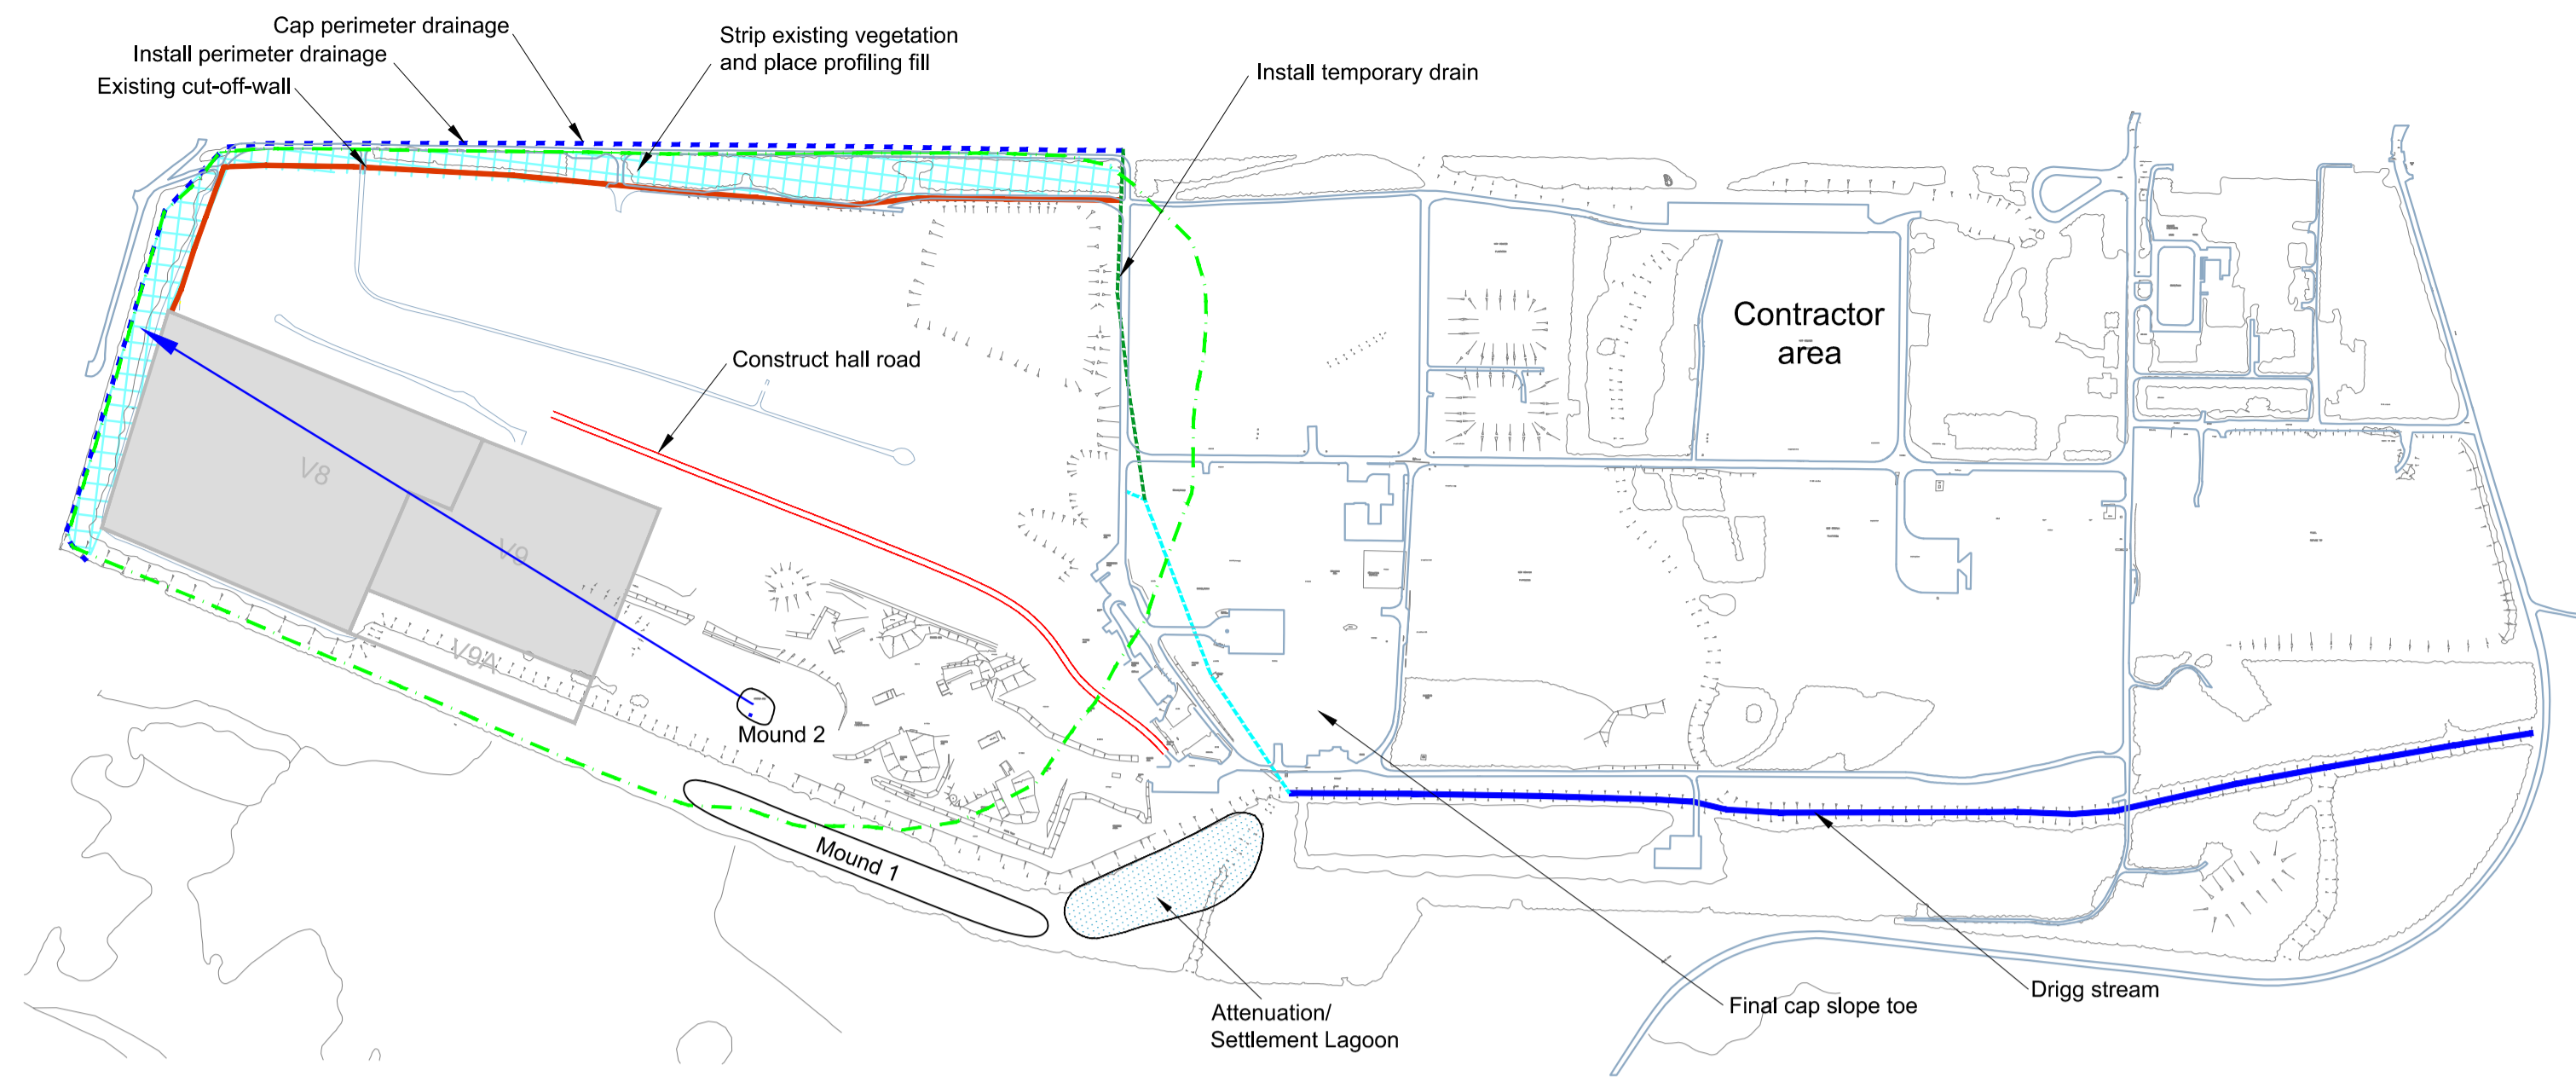 Cap perimeter drainage
Install perimeter drainage
Existing cut-off-wall
Strip existing vegetation
and place profiling fill
Install temporary drain
Contractor
area
Construct hall road
V8
V9
V9A
Mound 2
Mound 1
Attenuation/
Settlement Lagoon
Final cap slope toe
Drigg stream